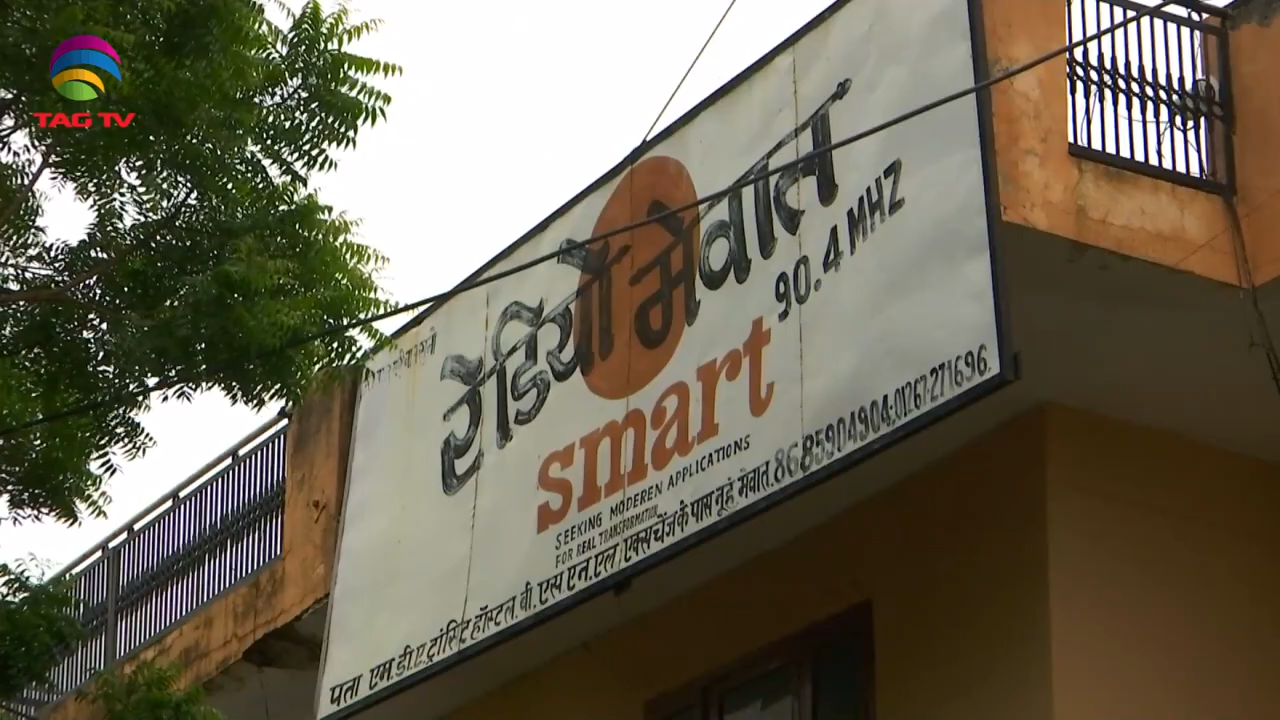 TAG TV
रेडियो मेवात
90.4 MHZ
smart
SEEKING MODEREN APPLICATIONS
FOR REAL TRANSFORMATION
पता एम.डी.ए. ट्रांसिट हॉस्टल. बी. एस एन.एल एक्सचेंज के पास नूहं मेवात. 8685904904,01267-271696.